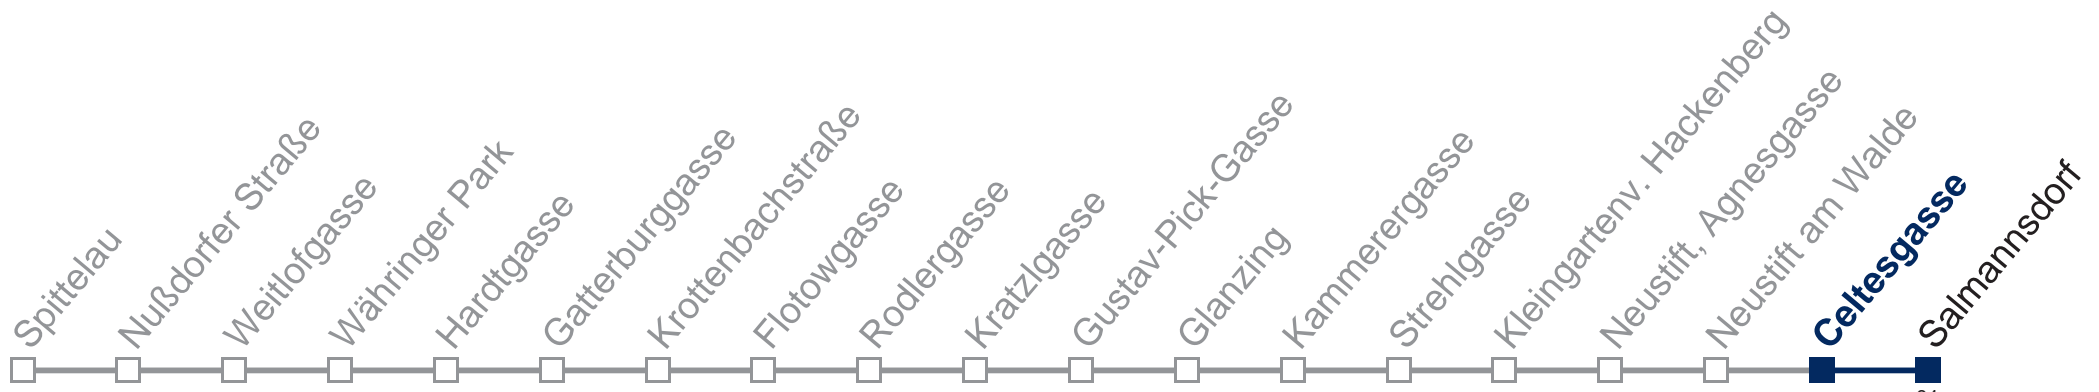 Spittelau
Nußdorfer Straße
Weitlofgasse
Währinger Park
Hardtgasse
Gatterburggasse
Krottenbachstraße
Flotowgasse
Rodlergasse
Kratzlgasse
Gustav-Pick-Gasse
Glanzing
Kammerergasse
Strehlgasse
Kleingartenv. Hackenberg
Neustift, Agnesgasse
Neustift am Walde
Celtesgasse
Salmannsdorf